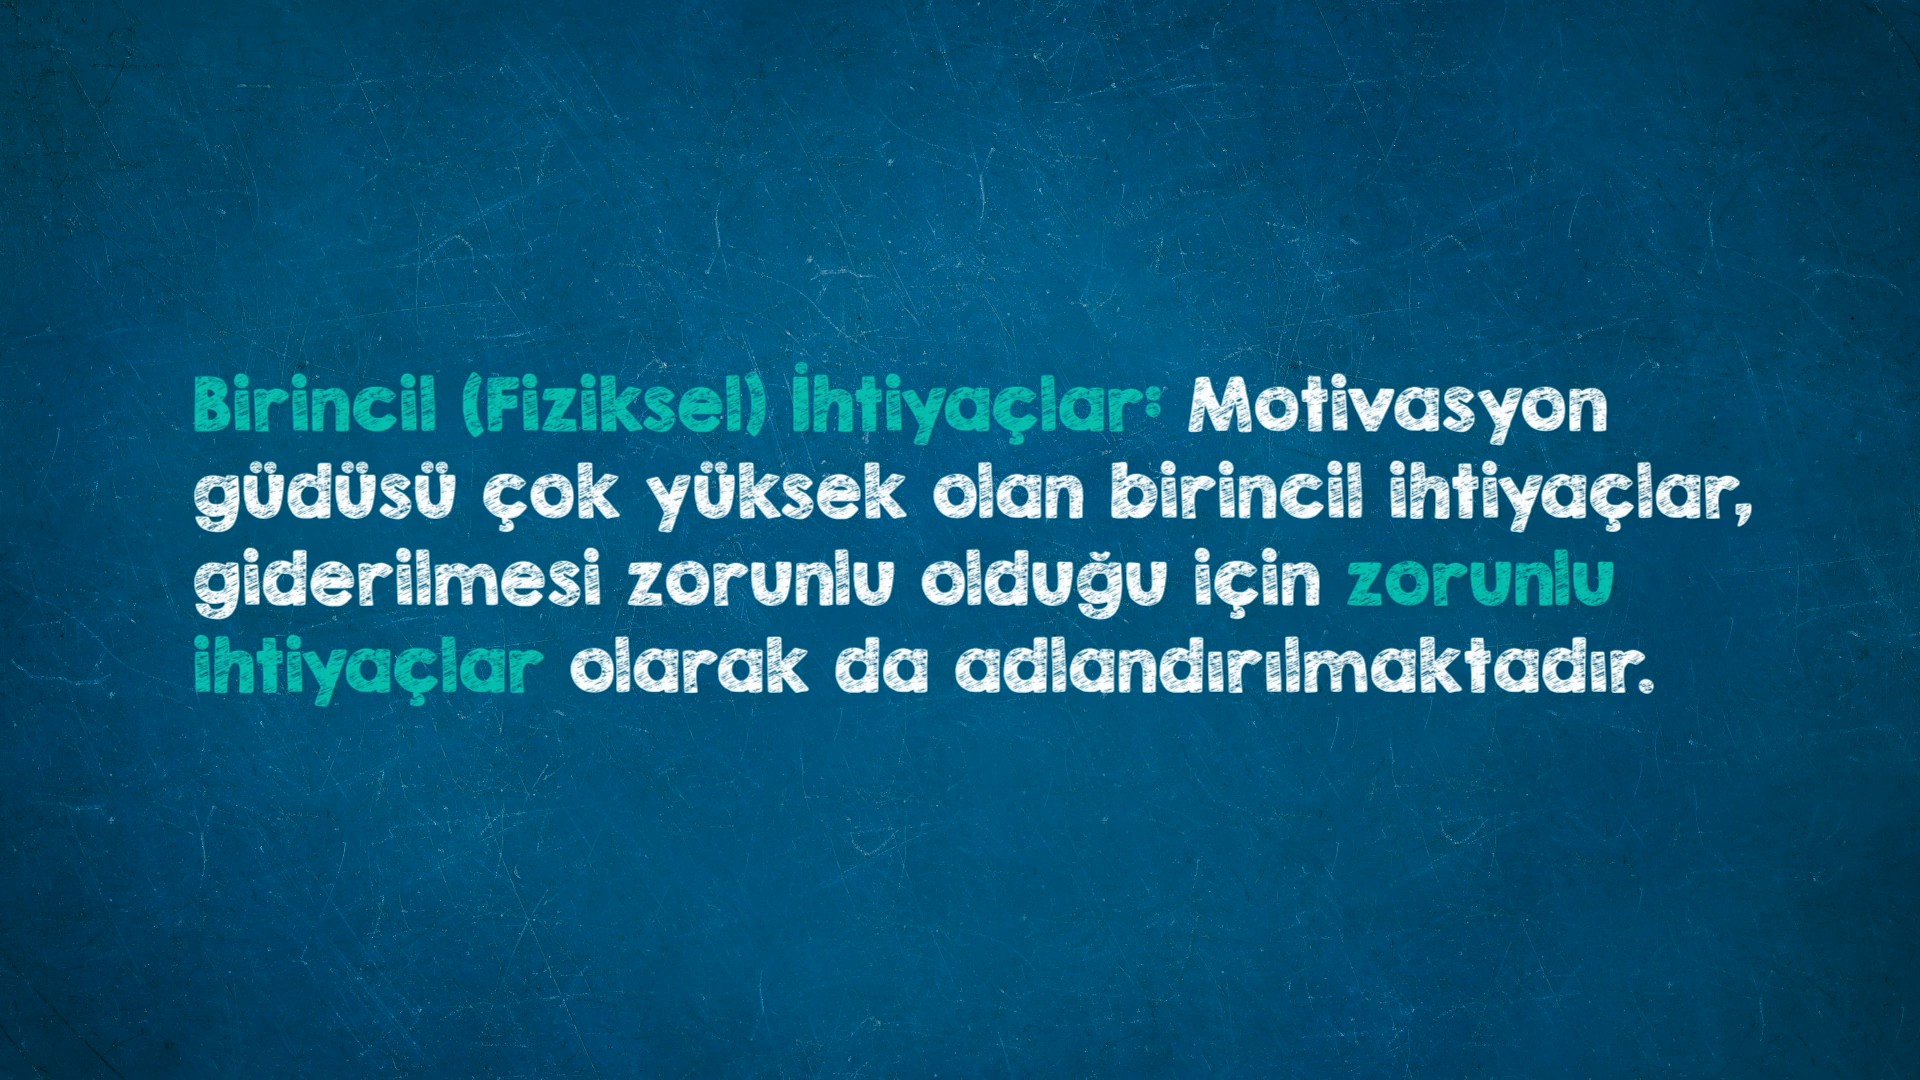 Birincil (Fiziksel) İhtiyaçlar: Motivasyon
güdüsü çok yüksek olan birincil ihtiyaçlar,
giderilmesi zorunlu olduğu için zorunlu
ihtiyaçlar olarak da adlandırılmaktadır.